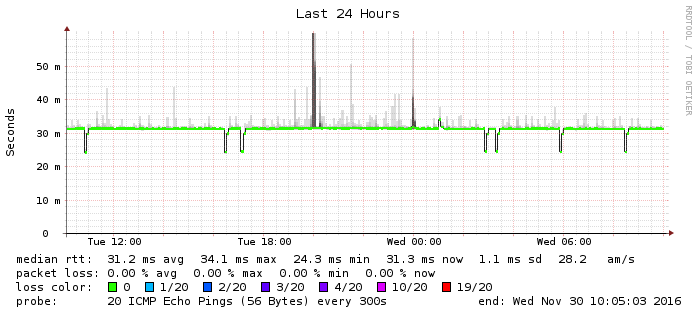 Last 24 Hours
RRDTOOL / TOBI OETIKER
Seconds
50 m
40 m
30 m
20 m
10 m
0
Tue 12:00 Tue 18:00 Wed 00:00 Wed 06:00
median rtt: 31.2 ms avg 34.1 ms max 24.3 ms min 31.3 ms now 1.1 ms sd 28.2 am/s
packet loss: 0.00 % avg 0.00 % max 0.00 % min 0.00 % now
loss color: 0 1/20 2/20 3/20 4/20 10/20 19/20
probe: 20 ICMP Echo Pings (56 Bytes) every 300s end: Wed Nov 30 10:05:03 2016